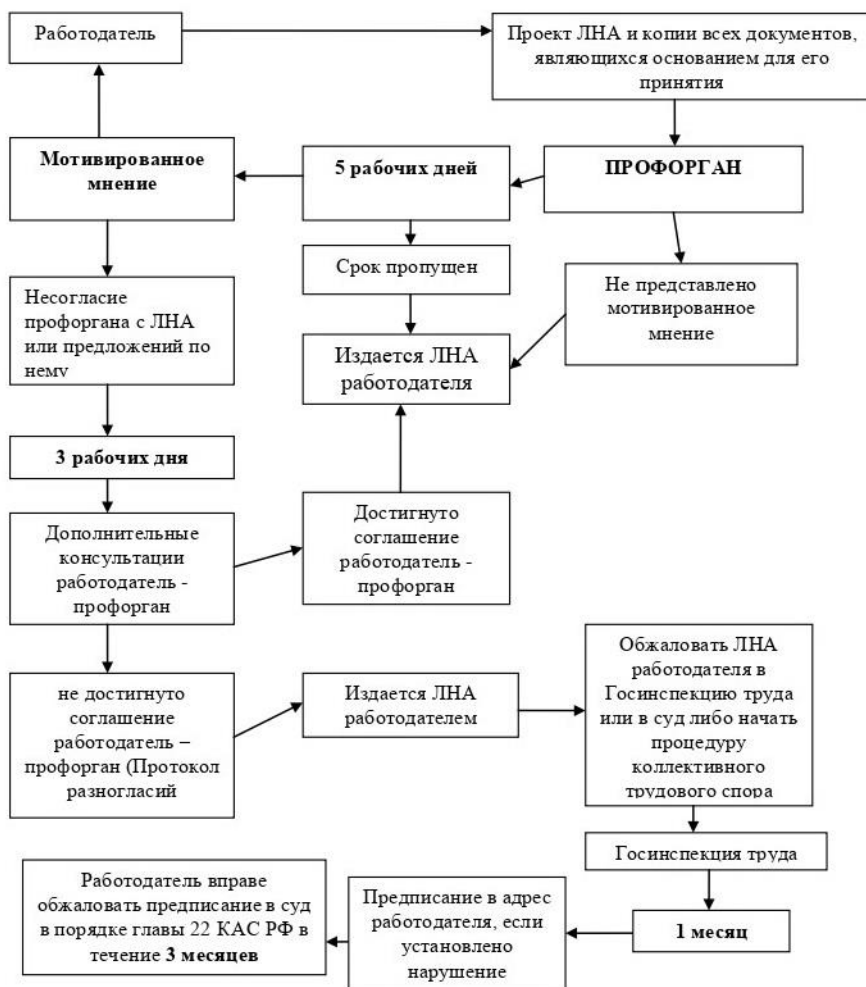 Работодатель
Проект ЛНА и копии всех документов,
являющихся основанием для его
принятия
Мотивированное
мнение
5 рабочих дней
ПРОФОРГАН
Срок пропущен
Не представлено
мотивированное
мнение
Несогласие
профоргана с ЛНА
или предложений по
нему
Издается ЛНА
работодателя
3 рабочих дня
Дополнительные
консультации
работодатель -
профорган
Достигнуто
соглашение
работодатель -
профорган
не достигнуто
соглашение
работодатель –
профорган (Протокол
разногласий
Издается ЛНА
работодателем
Обжаловать ЛНА
работодателя в
Госинспекцию труда
или в суд либо начать
процедуру
коллективного
трудового спора
Госинспекция труда
1 месяц
Предписание в адрес
работодателя, если
установлено
нарушение
Работодатель вправе
обжаловать предписание в суд
в порядке главы 22 КАС РФ в
течение 3 месяцев